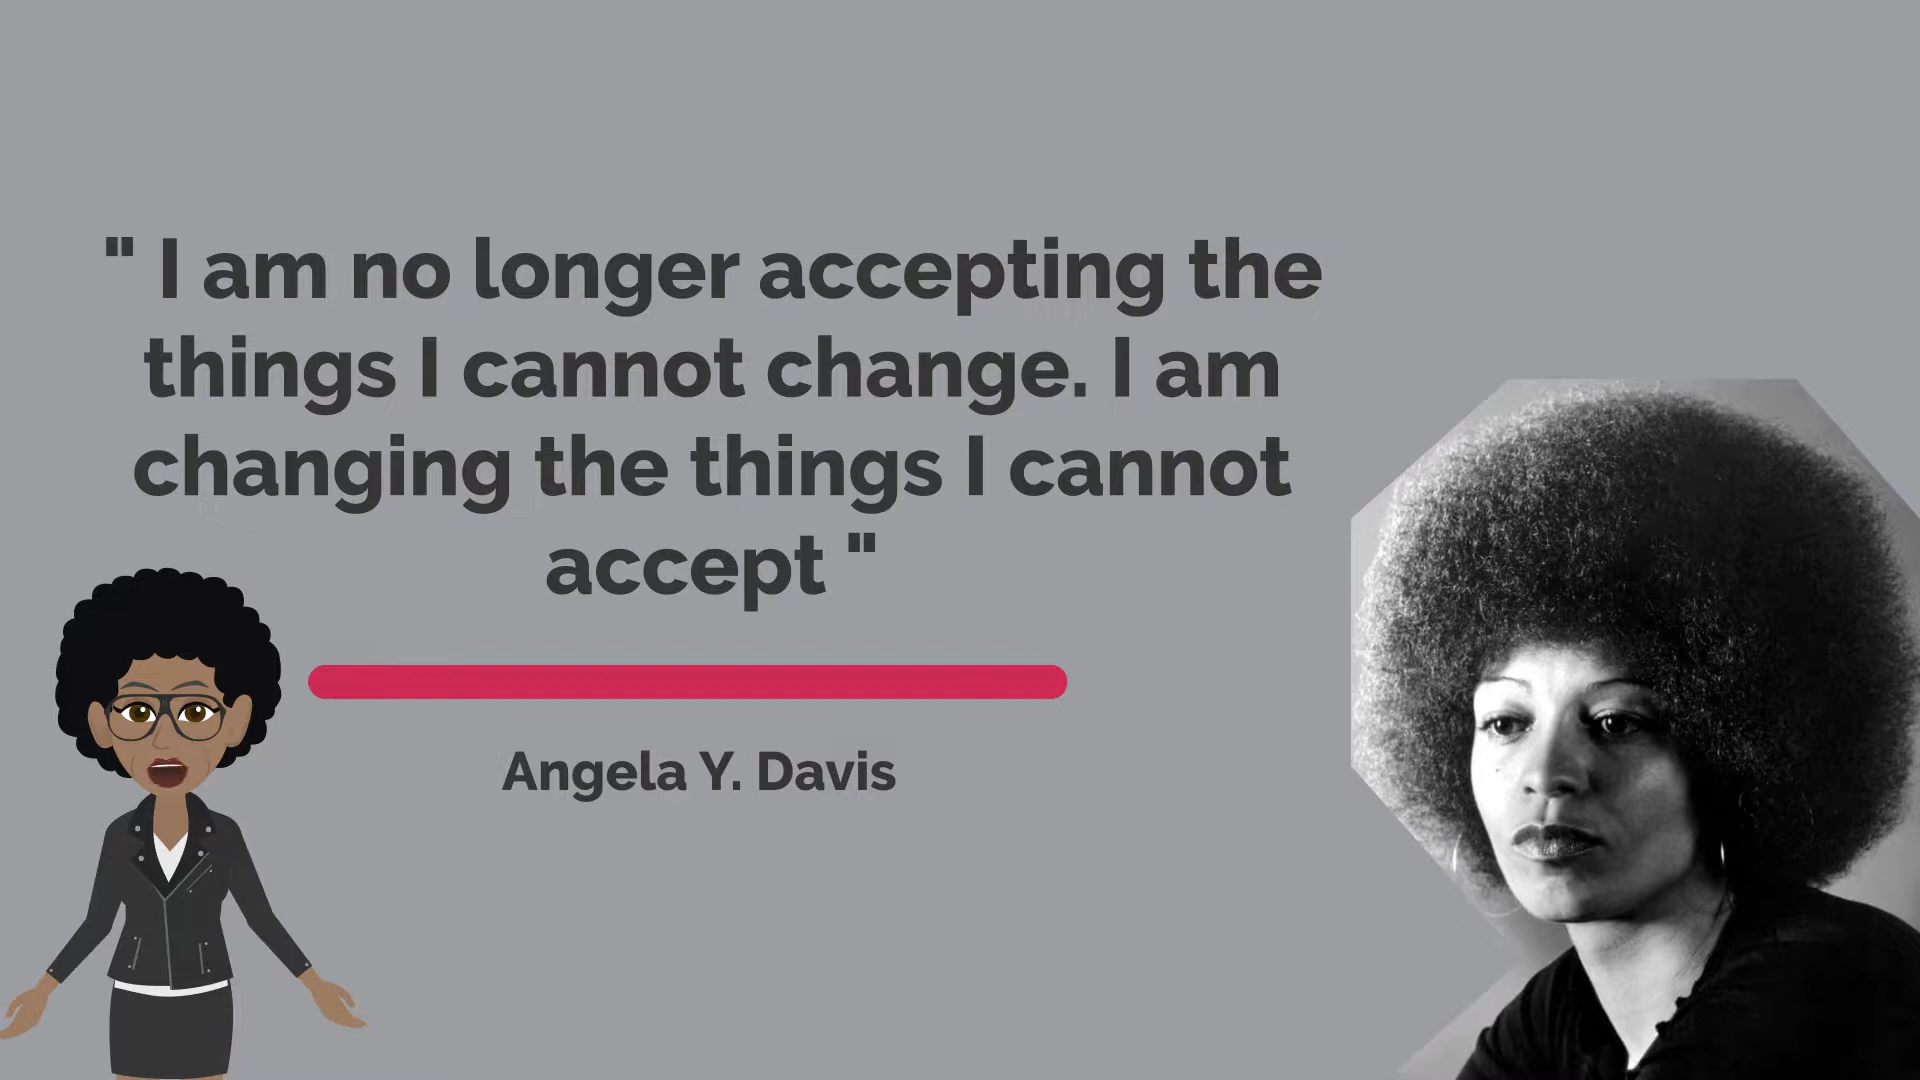 " I am no longer accepting the
things I cannot change. I am
changing the things I cannot
accept "
Angela Y. Davis